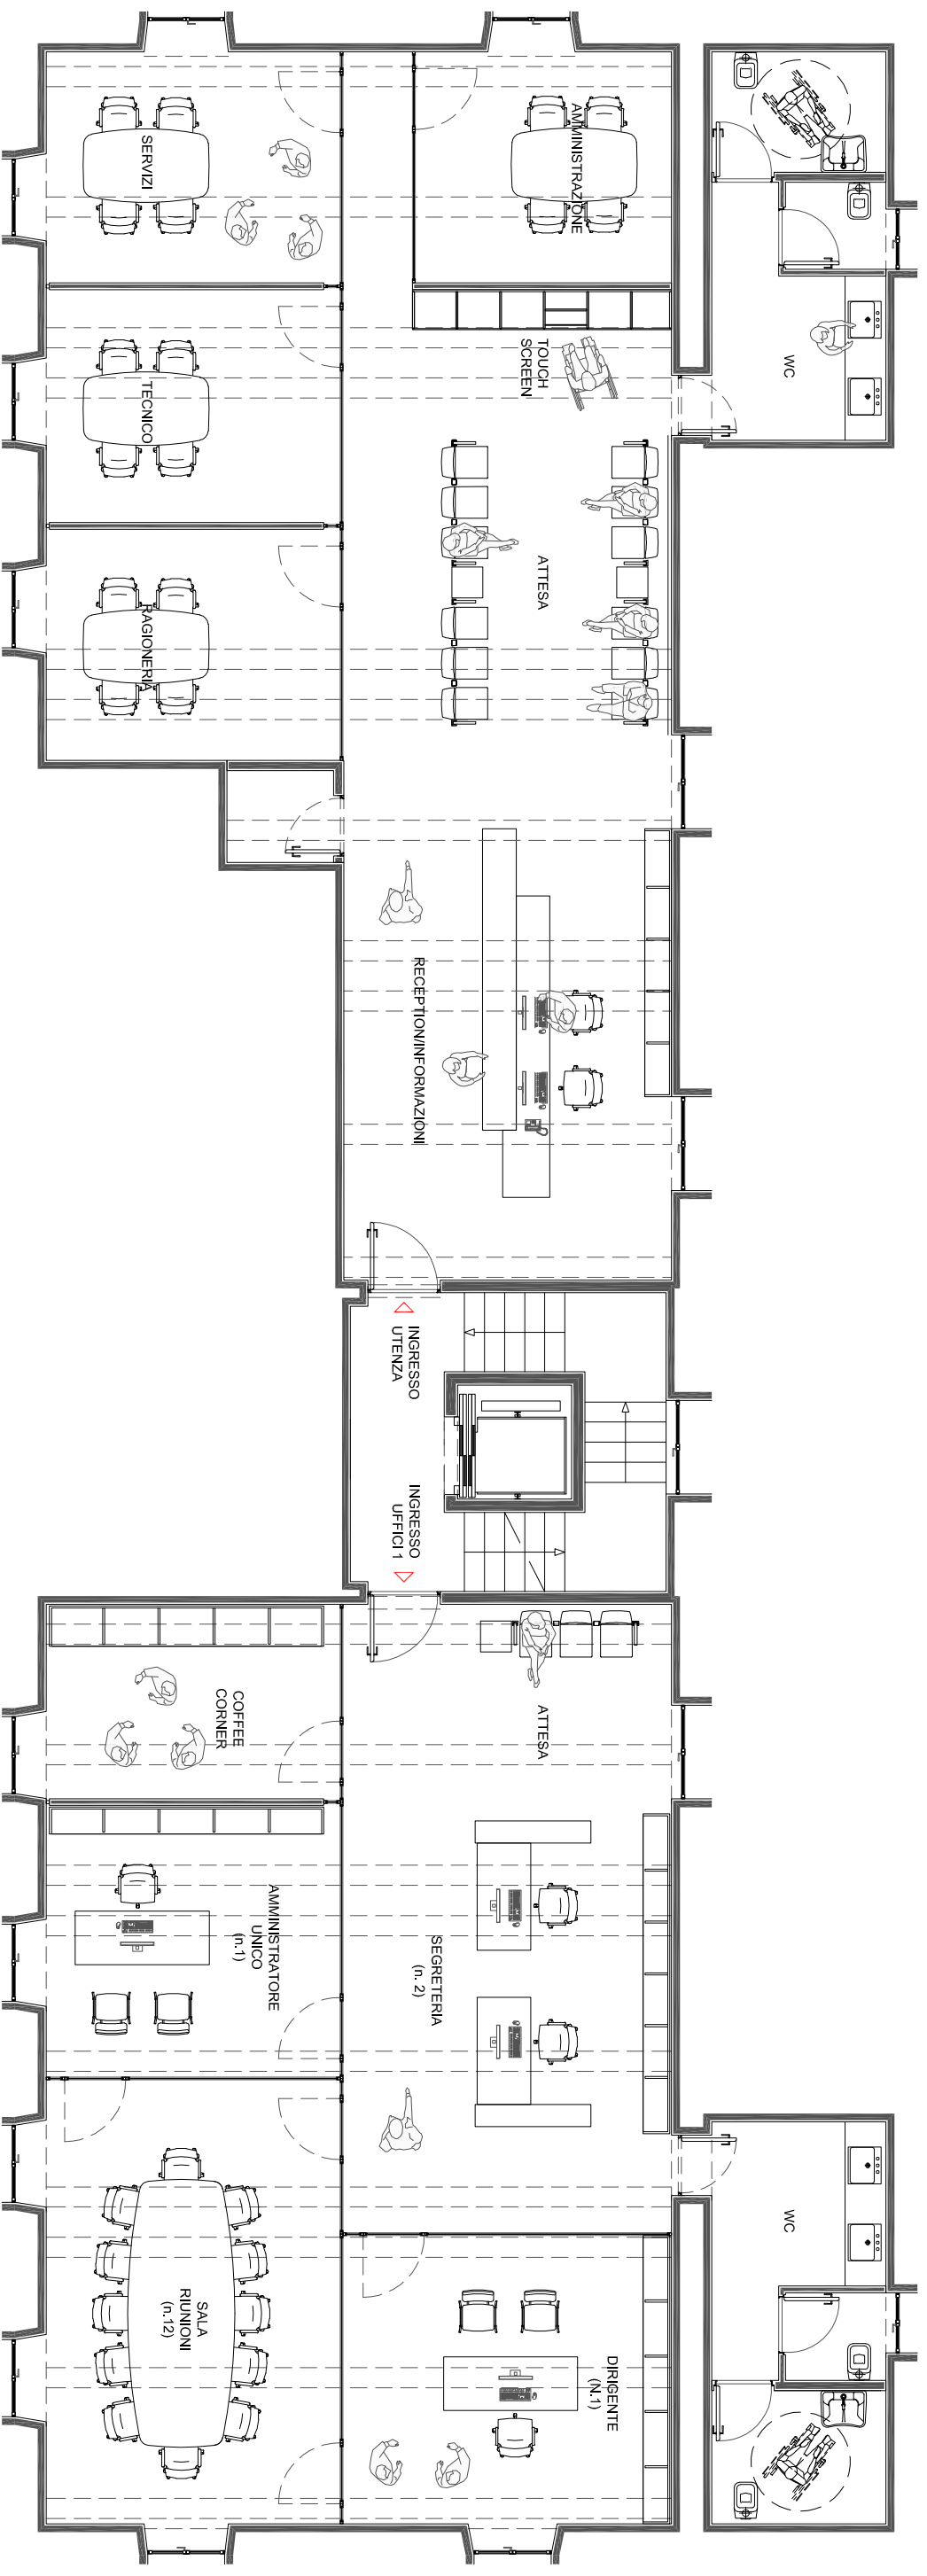 SERVIZI
AMMINISTRAZIONE
WC
TOUCH
SCREEN
TECNICO
ATTESA
RAGIONERIA
RECEPTION/INFORMAZIONI
INGRESSO
UTENZA
INGRESSO
UFFICI 1
COFFEE
CORNER
ATTESA
AMMINISTRATORE
UNICO
(n.1)
SEGRETERIA
(n. 2)
WC
SALA
RIUNIONI
(n.12)
DIRIGENTE
(N.1)